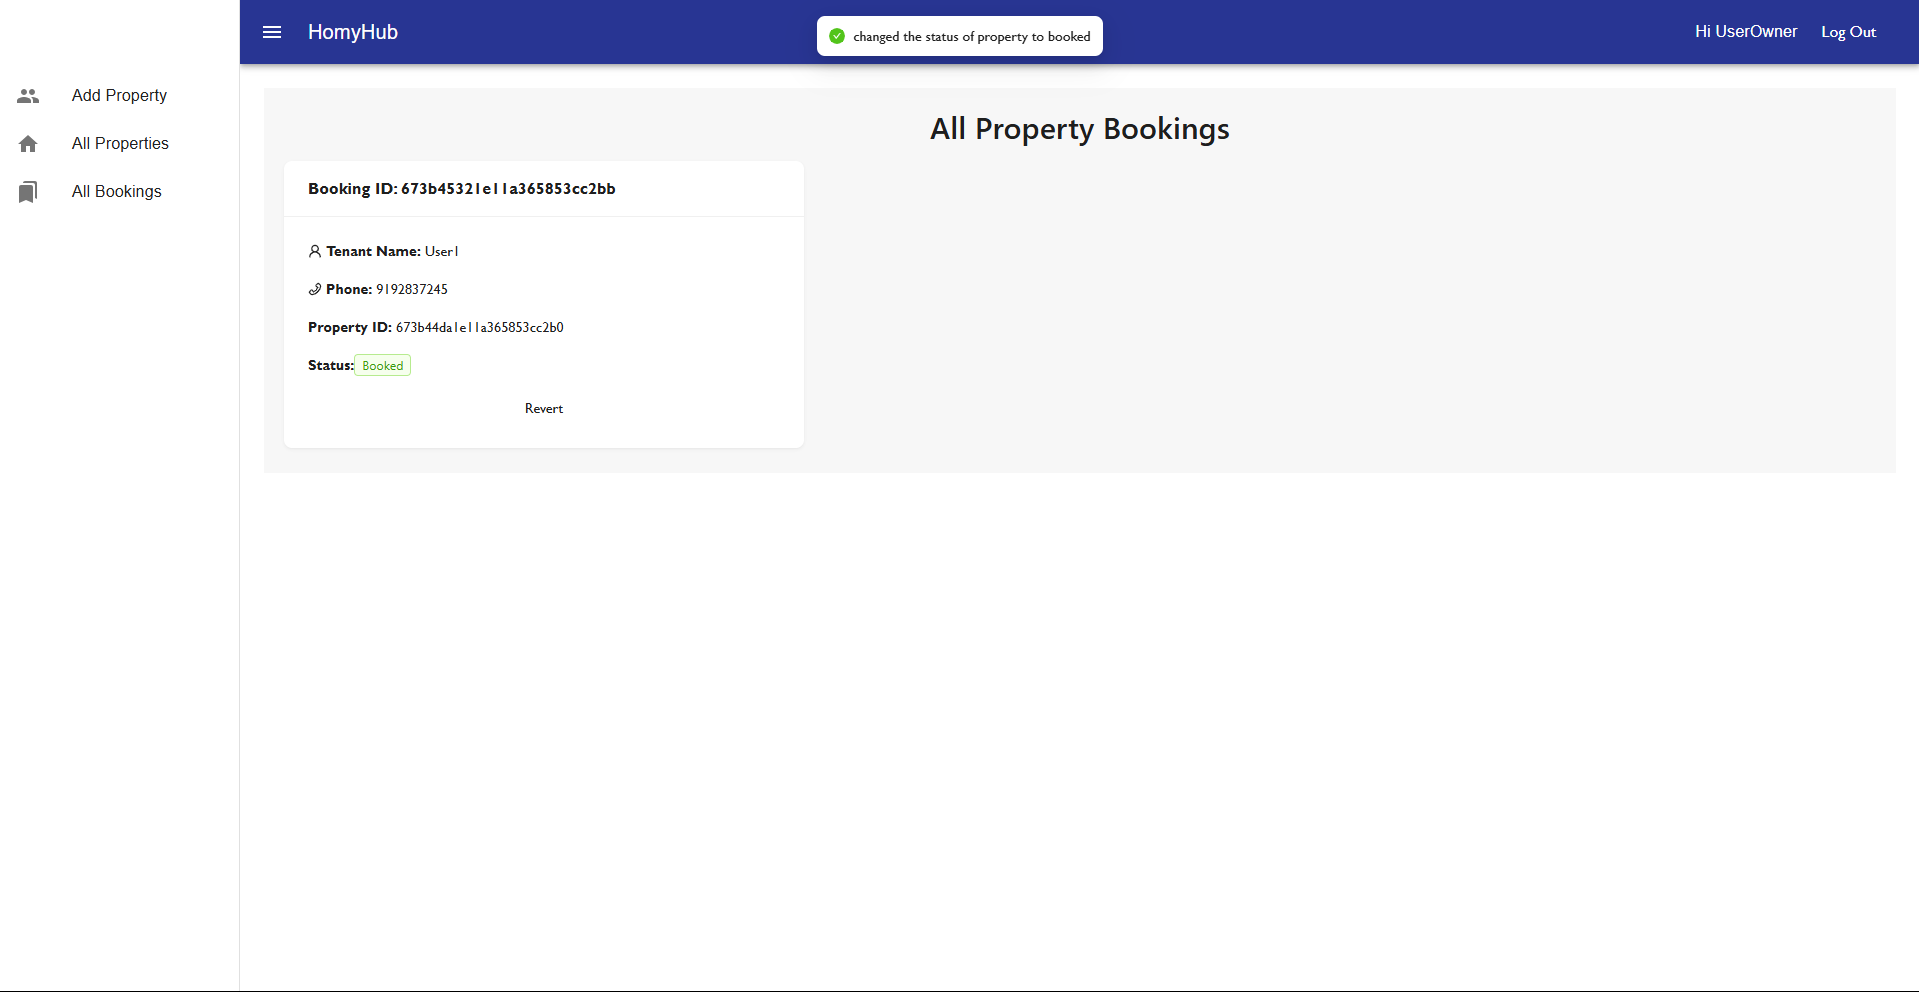 HomyHub
changed the status of property to booked
Hi UserOwner
Log Out
Add Property
All Properties
All Bookings
All Property Bookings
Booking ID: 673b45321e11a365853cc2bb
Tenant Name: User1
Phone: 9192837245
Property ID: 673b44da1e11a365853cc2b0
Status: Booked
Revert